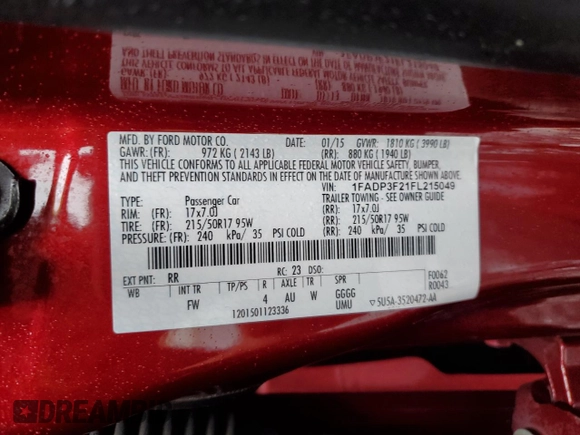 MFD. BY FORD MOTOR CO. 01/15 GVWR: 1810 KG ( 3990 LB)
GAWR: (FR): 972 KG ( 2143 LB) (RR): 880 KG ( 1940 LB)
THIS VEHICLE CONFORMS TO ALL APPLICABLE FEDERAL MOTOR VEHICLE SAFETY, BUMPER,
AND THEFT PREVENTION STANDARDS IN EFFECT ON THE DATE OF MANUFACTURE SHOWN ABOVE.
VIN: 1FADP3F21FL215049
TYPE: Passenger Car TRAILER TOWING - SEE OWNER GUIDE
RIM: (FR): 17x7.0J (RR): 17x7.0J
TIRE: (FR): 215/50R17 95W (RR): 215/50R17 95W
PRESSURE: (FR): 240 kPa/ 35 PSI COLD (RR): 240 kPa/ 35 PSI COLD
EXT PNT: RR RC: 23 DSO: F0062
WB INT TR TP/PS R AXLE TR SPR R0043
FW 4 AU W GGGG
UMU
1201501123336 5U5A-3520472-AA
DREAM